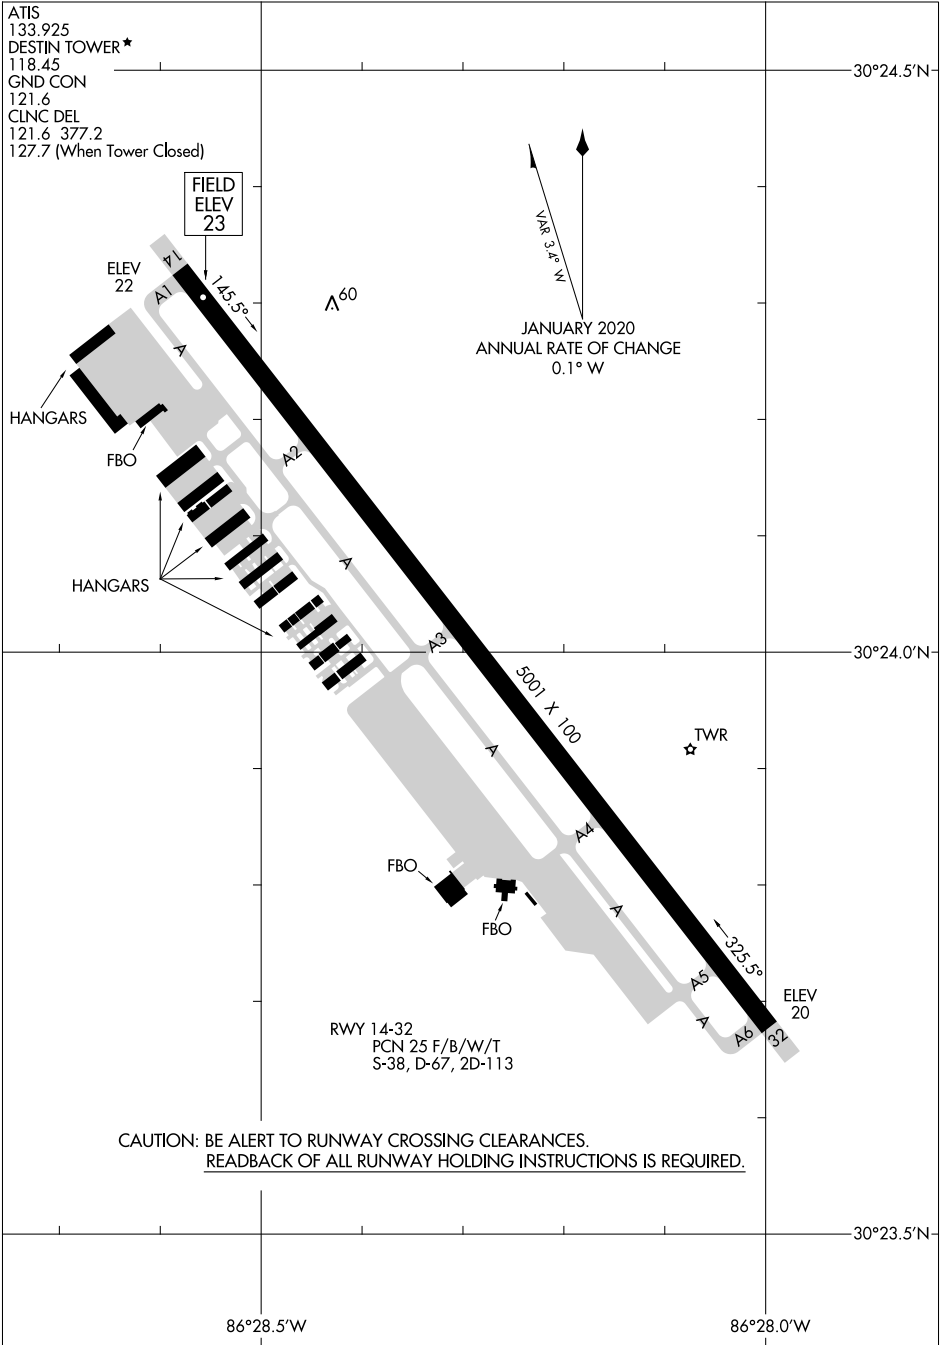 ATIS
133.925
DESTIN TOWER★
118.45
GND CON
121.6
CLNC DEL
121.6 377.2
127.7 (When Tower Closed)
30°24.5'N
FIELD
ELEV
23
VAR 3.4° W
14
ELEV
22
A1
145.5°
60
JANUARY 2020
ANNUAL RATE OF CHANGE
0.1° W
A
HANGARS
FBO
A2
A
HANGARS
A3
30°24.0'N
5001 X 100
TWR
A
A4
FBO
FBO
A
325.5°
A5
ELEV
20
A
A6
32
RWY 14-32
PCN 25 F/B/W/T
S-38, D-67, 2D-113
CAUTION: BE ALERT TO RUNWAY CROSSING CLEARANCES.
READBACK OF ALL RUNWAY HOLDING INSTRUCTIONS IS REQUIRED.
30°23.5'N
86°28.5'W
86°28.0'W